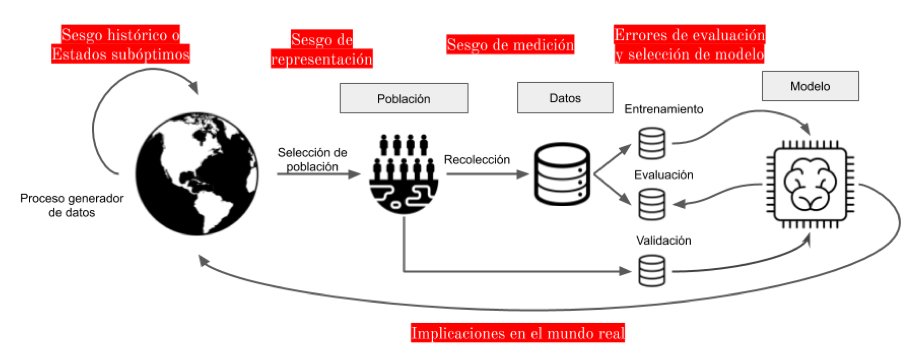 Sesgo histórico o
Estados subóptimos
Sesgo de
representación
Sesgo de medición
Errores de evaluación
y selección de modelo
Población
Datos
Modelo
Entrenamiento
Selección de
población
Recolección
Evaluación
Proceso generador
de datos
Validación
Implicaciones en el mundo real